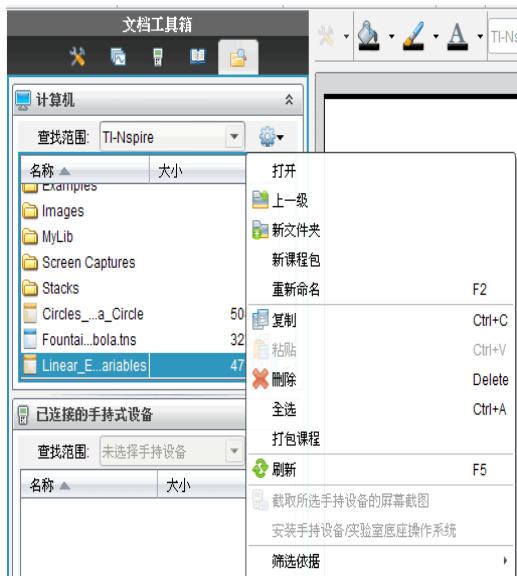 文档工具箱
TI-Ns
计算机
查找范围: TI-Nspire
名称 大小
Examples
Images
MyLib
Screen Captures
Stacks
Circles_...a_Circle 50
Fountai...bola.tns 32
Linear_E...ariables 47
已连接的手持式设备
查找范围: 未选择手持设备
名称 大小
打开
上一级
新文件夹
新课程包
重新命名 F2
复制 Ctrl+C
粘贴 Ctrl+V
删除 Delete
全选 Ctrl+A
打包课程
刷新 F5
截取所选手持设备的屏幕截图
安装手持设备/实验室底座操作系统
筛选依据